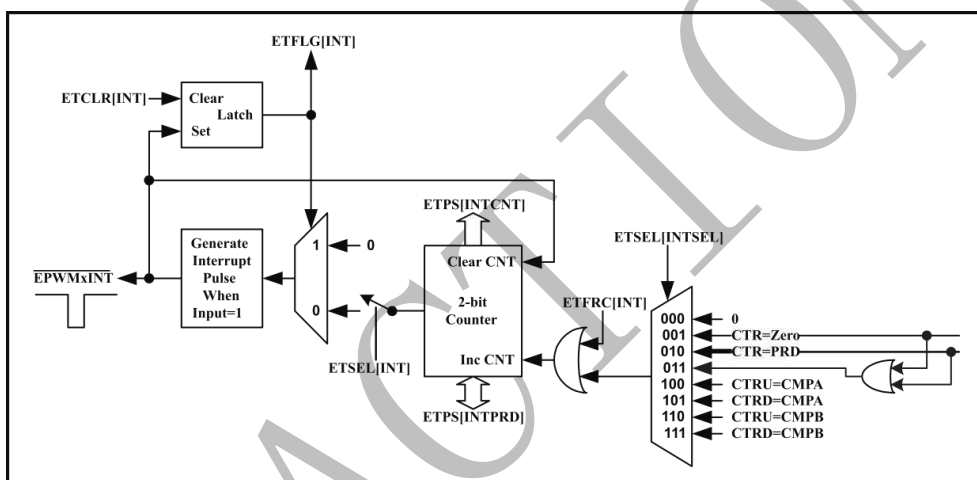 ETFLG[INT]
ETCLR[INT]
Clear
Latch
Set
ETPS[INTCNT]
ETSEL[INTSEL]
EPWMxINT
Generate
Interrupt
Pulse
When
Input=1
1
0
0
Clear CNT
2-bit
Counter
Inc CNT
ETSEL[INT]
ETPS[INTPRD]
ETFRC[INT]
000 0
001 CTR=Zero
010 CTR=PRD
011
100 CTRU=CMPA
101 CTRD=CMPA
110 CTRU=CMPB
111 CTRD=CMPB
ACTION